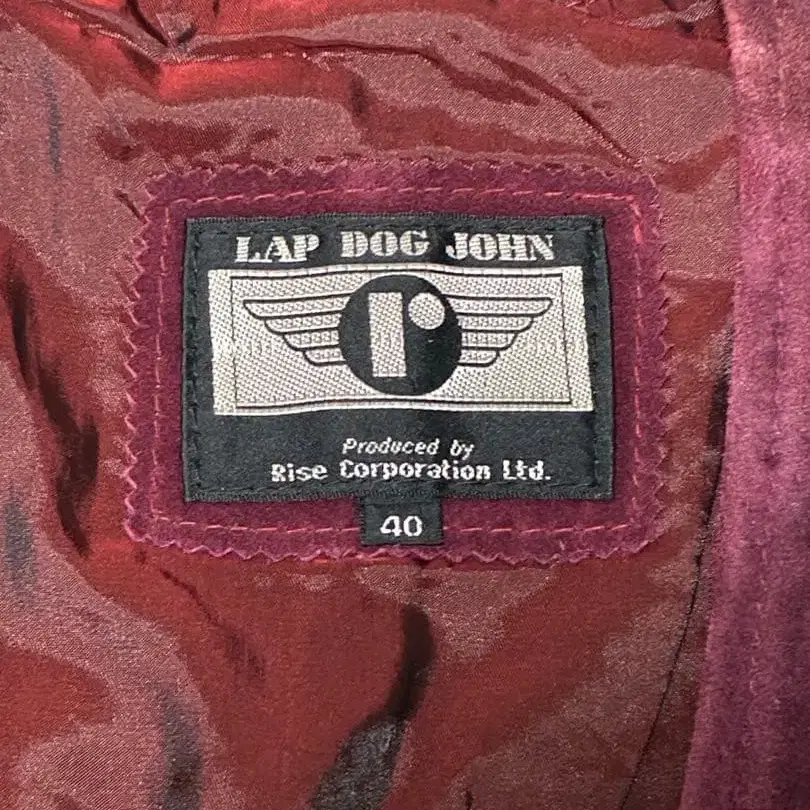 LAP DOG JOHN
r
Produced by
Rise Corporation Ltd.
40